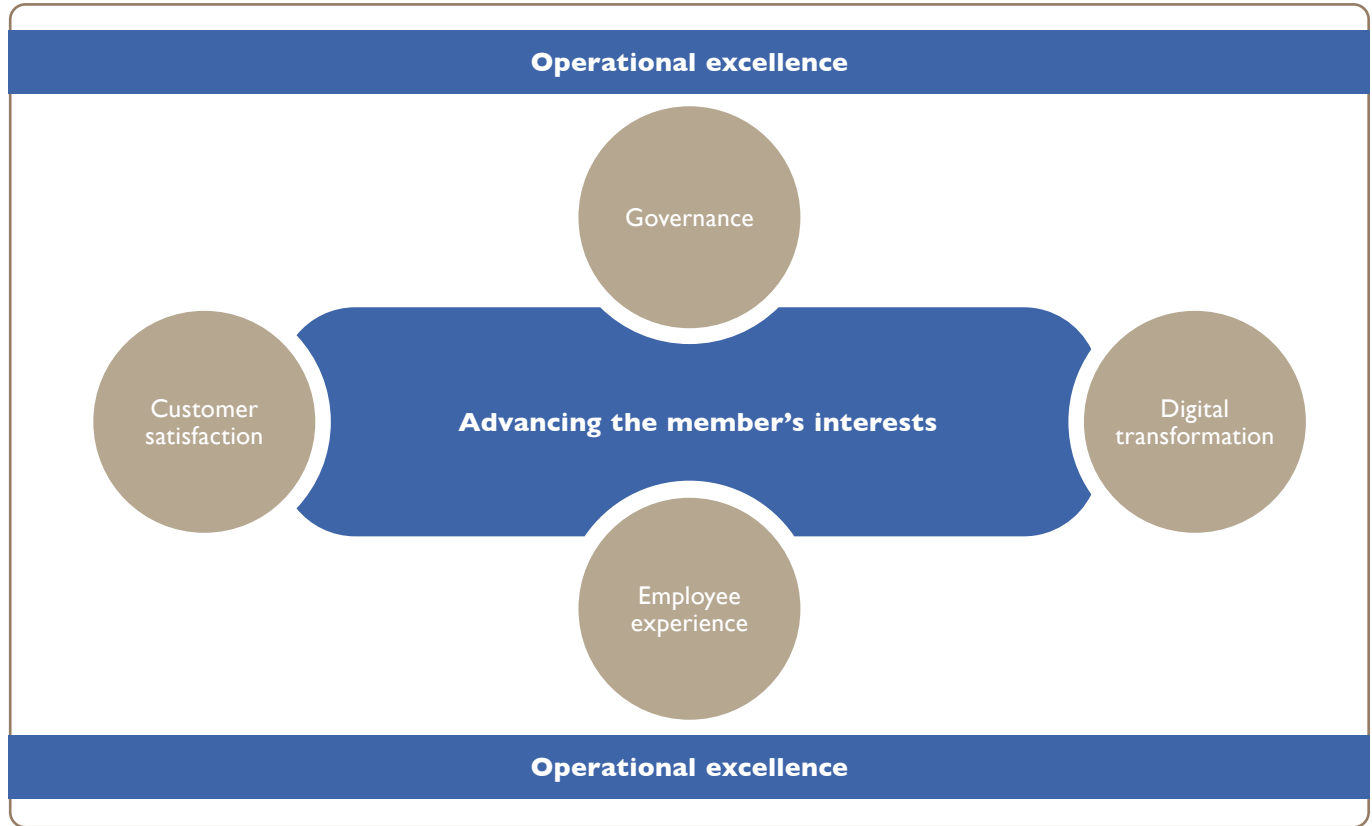 Operational excellence
Governance
Customer
satisfaction
Advancing the member’s interests
Digital
transformation
Employee
experience
Operational excellence